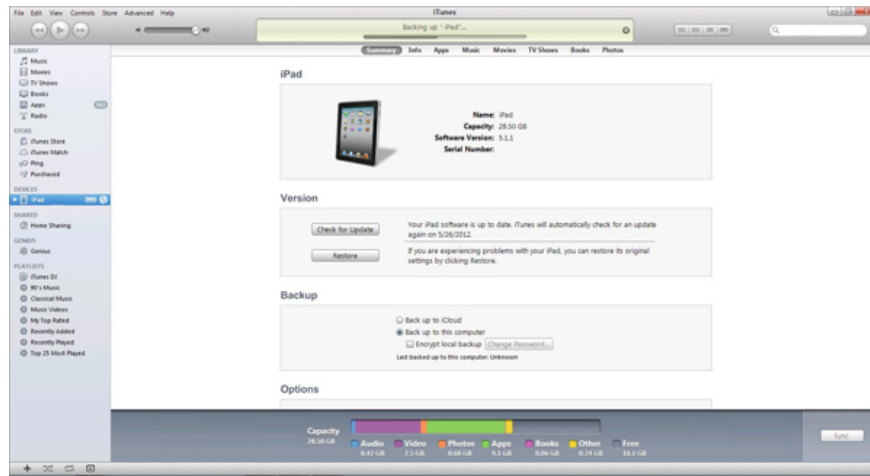 File Edit View Controls Store Advanced Help
iTunes
Backing up "iPad"...
LIBRARY
Music
Movies
TV Shows
Books
Apps
Radio
STORE
iTunes Store
iTunes Match
Ping
Purchased
DEVICES
iPad
SHARED
Home Sharing
GENIUS
Genius
PLAYLISTS
iTunes DJ
90's Music
Classical Music
Music Videos
My Top Rated
Recently Added
Recently Played
Top 25 Most Played
Summary Info Apps Music Movies TV Shows Books Photos
iPad
Name: iPad
Capacity: 28.50 GB
Software Version: 5.1.1
Serial Number:
Version
Check for Update
Your iPad software is up to date. iTunes will automatically check for an update
again on 5/26/2012.
Restore
If you are experiencing problems with your iPad, you can restore its original
settings by clicking Restore.
Backup
Back up to iCloud
Back up to this computer
Encrypt local backup Change Password...
Last backed up to this computer: Unknown
Options
Capacity
28.50 GB
Audio Video Photos Apps Books Other Free
0.47 GB 7.5 GB 0.68 GB 9.1 GB 0.06 GB 0.74 GB 10.1 GB
Sync